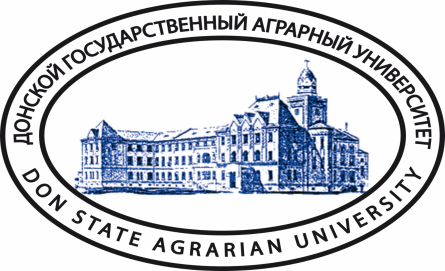 ДОНСКОЙ ГОСУДАРСТВЕННЫЙ АГРАРНЫЙ УНИВЕРСИТЕТ
DON STATE AGRARIAN UNIVERSITY